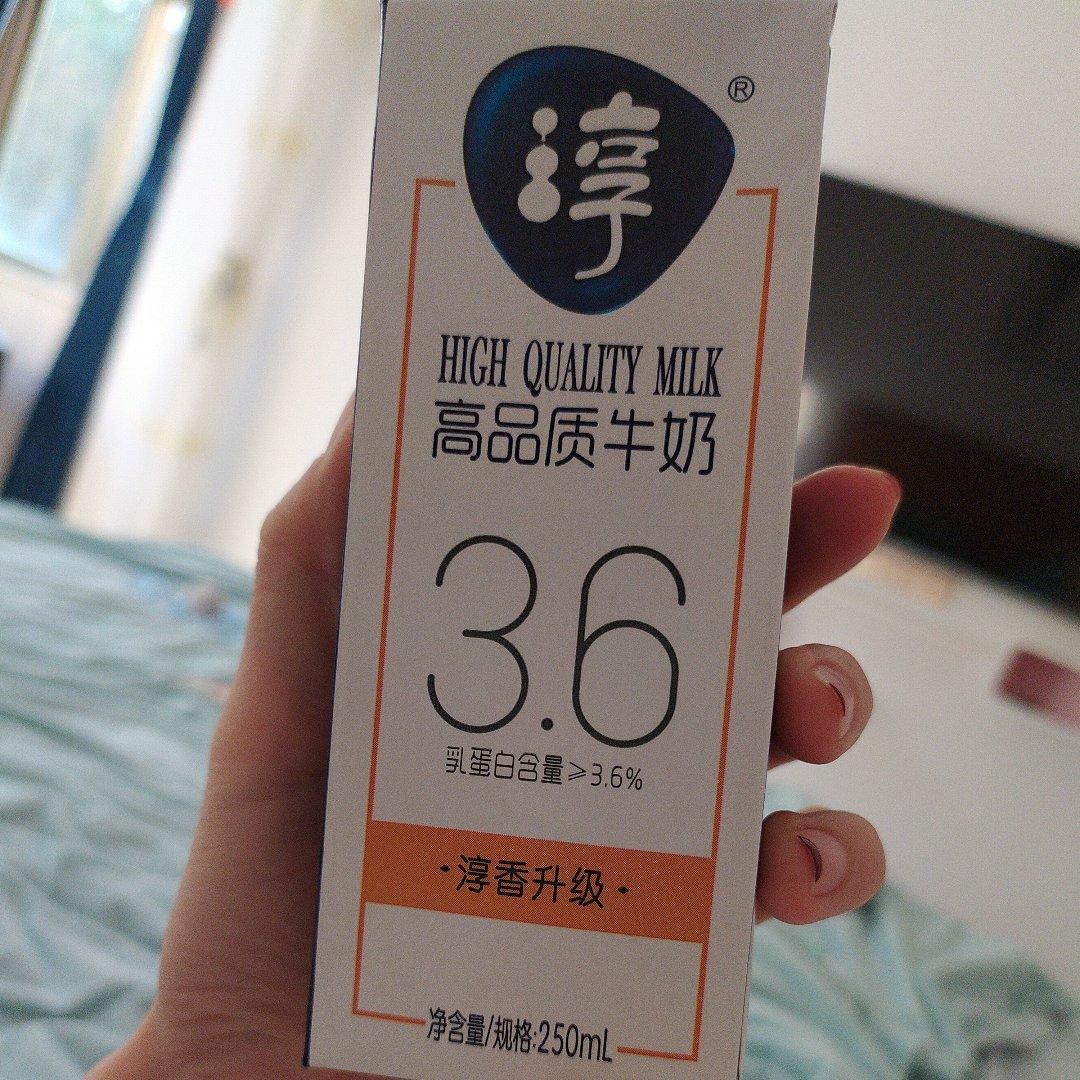 淳®
HIGH QUALITY MILK
高品质牛奶
3.6
乳蛋白含量≥3.6%
·淳香升级·
净含量/规格:250mL